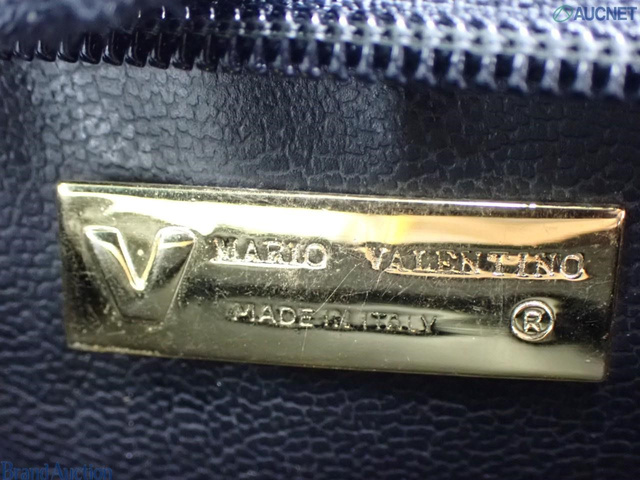 AUCNET
V MARIO VALENTINO
MADE IN ITALY ®
Brand Auction